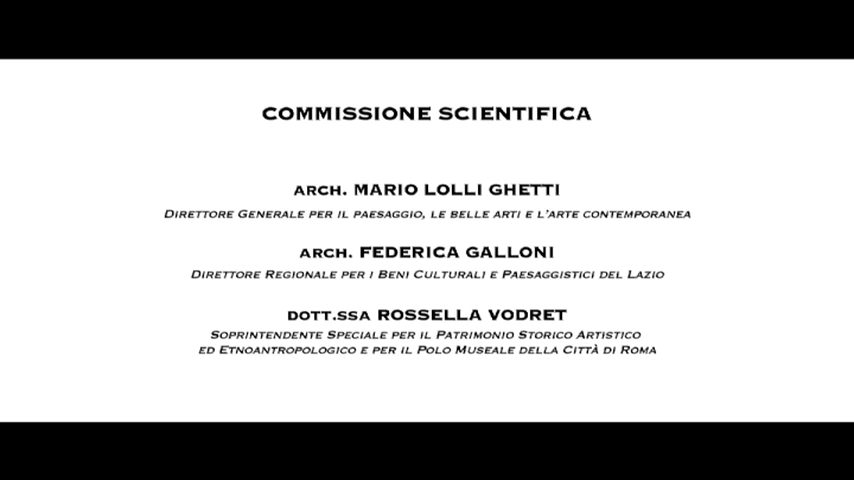 COMMISSIONE SCIENTIFICA
ARCH. MARIO LOLLI GHETTI
DIRETTORE GENERALE PER IL PAESAGGIO, LE BELLE ARTI E L'ARTE CONTEMPORANEA
ARCH. FEDERICA GALLONI
DIRETTORE REGIONALE PER I BENI CULTURALI E PAESAGGISTICI DEL LAZIO
DOTT.SSA ROSSELLA VODRET
SOPRINTENDENTE SPECIALE PER IL PATRIMONIO STORICO ARTISTICO
ED ETNOANTROPOLOGICO E PER IL POLO MUSEALE DELLA CITTÀ DI ROMA